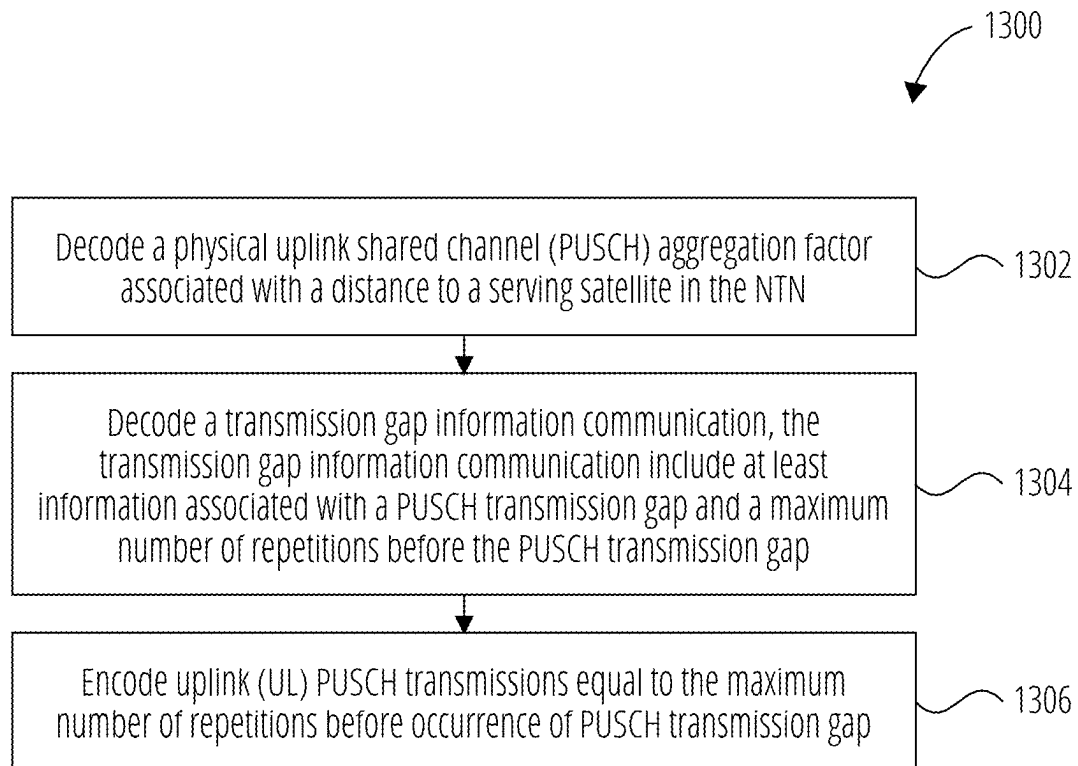 1300
Decode a physical uplink shared channel (PUSCH) aggregation factor
associated with a distance to a serving satellite in the NTN
1302
Decode a transmission gap information communication, the
transmission gap information communication include at least
information associated with a PUSCH transmission gap and a maximum
number of repetitions before the PUSCH transmission gap
1304
Encode uplink (UL) PUSCH transmissions equal to the maximum
number of repetitions before occurrence of PUSCH transmission gap
1306